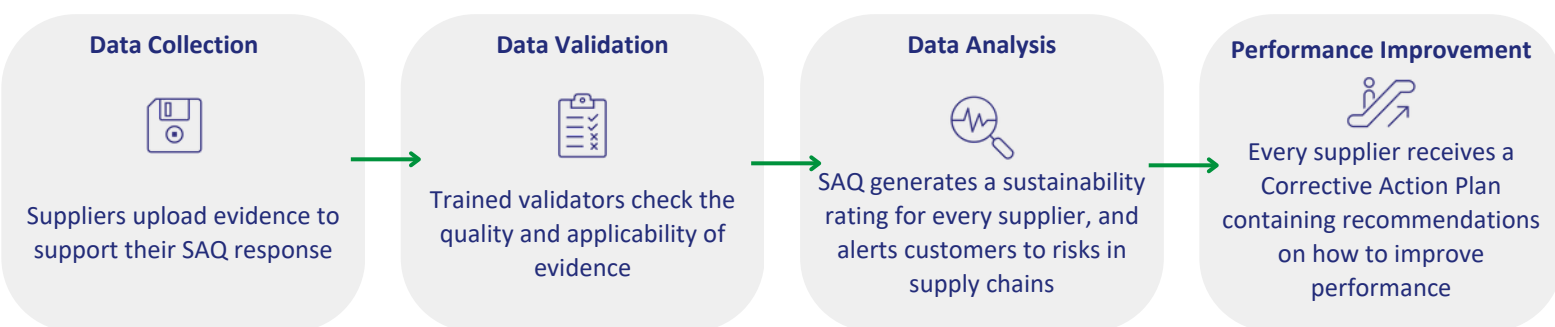 Data Collection
Suppliers upload evidence to
support their SAQ response
Data Validation
Trained validators check the
quality and applicability of
evidence
Data Analysis
SAQ generates a sustainability
rating for every supplier, and
alerts customers to risks in
supply chains
Performance Improvement
Every supplier receives a
Corrective Action Plan
containing recommendations
on how to improve
performance